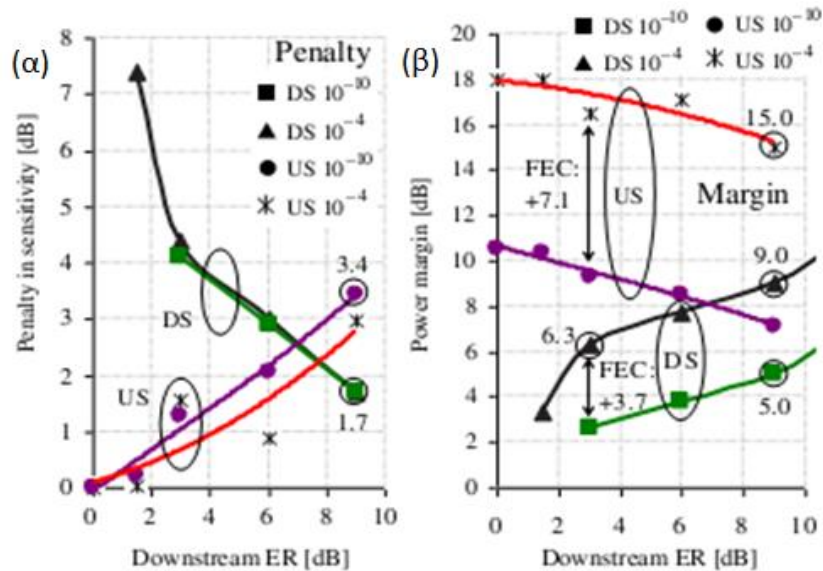 (α)
Penalty
DS 10⁻¹⁰
DS 10⁻⁴
US 10⁻¹⁰
US 10⁻⁴
8
7
6
5
4
3
2
1
0
Penalty in sensitivity [dB]
DS
US
3.4
1.7
0 2 4 6 8 10
Downstream ER [dB]
(β)
DS 10⁻¹⁰ US 10⁻¹⁰
DS 10⁻⁴ US 10⁻⁴
20
18
16
14
12
10
8
6
4
2
0
Power margin [dB]
15.0
FEC:
+7.1
US
Margin
9.0
6.3
FEC:
+3.7
DS
5.0
0 2 4 6 8 10
Downstream ER [dB]